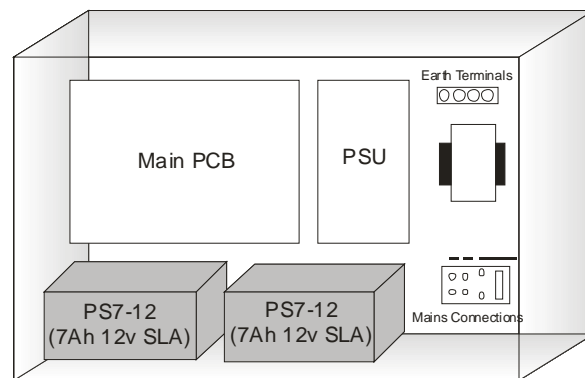 Earth Terminals
Main PCB
PSU
PS7-12
(7Ah 12v SLA)
PS7-12
(7Ah 12v SLA)
Mains Connections